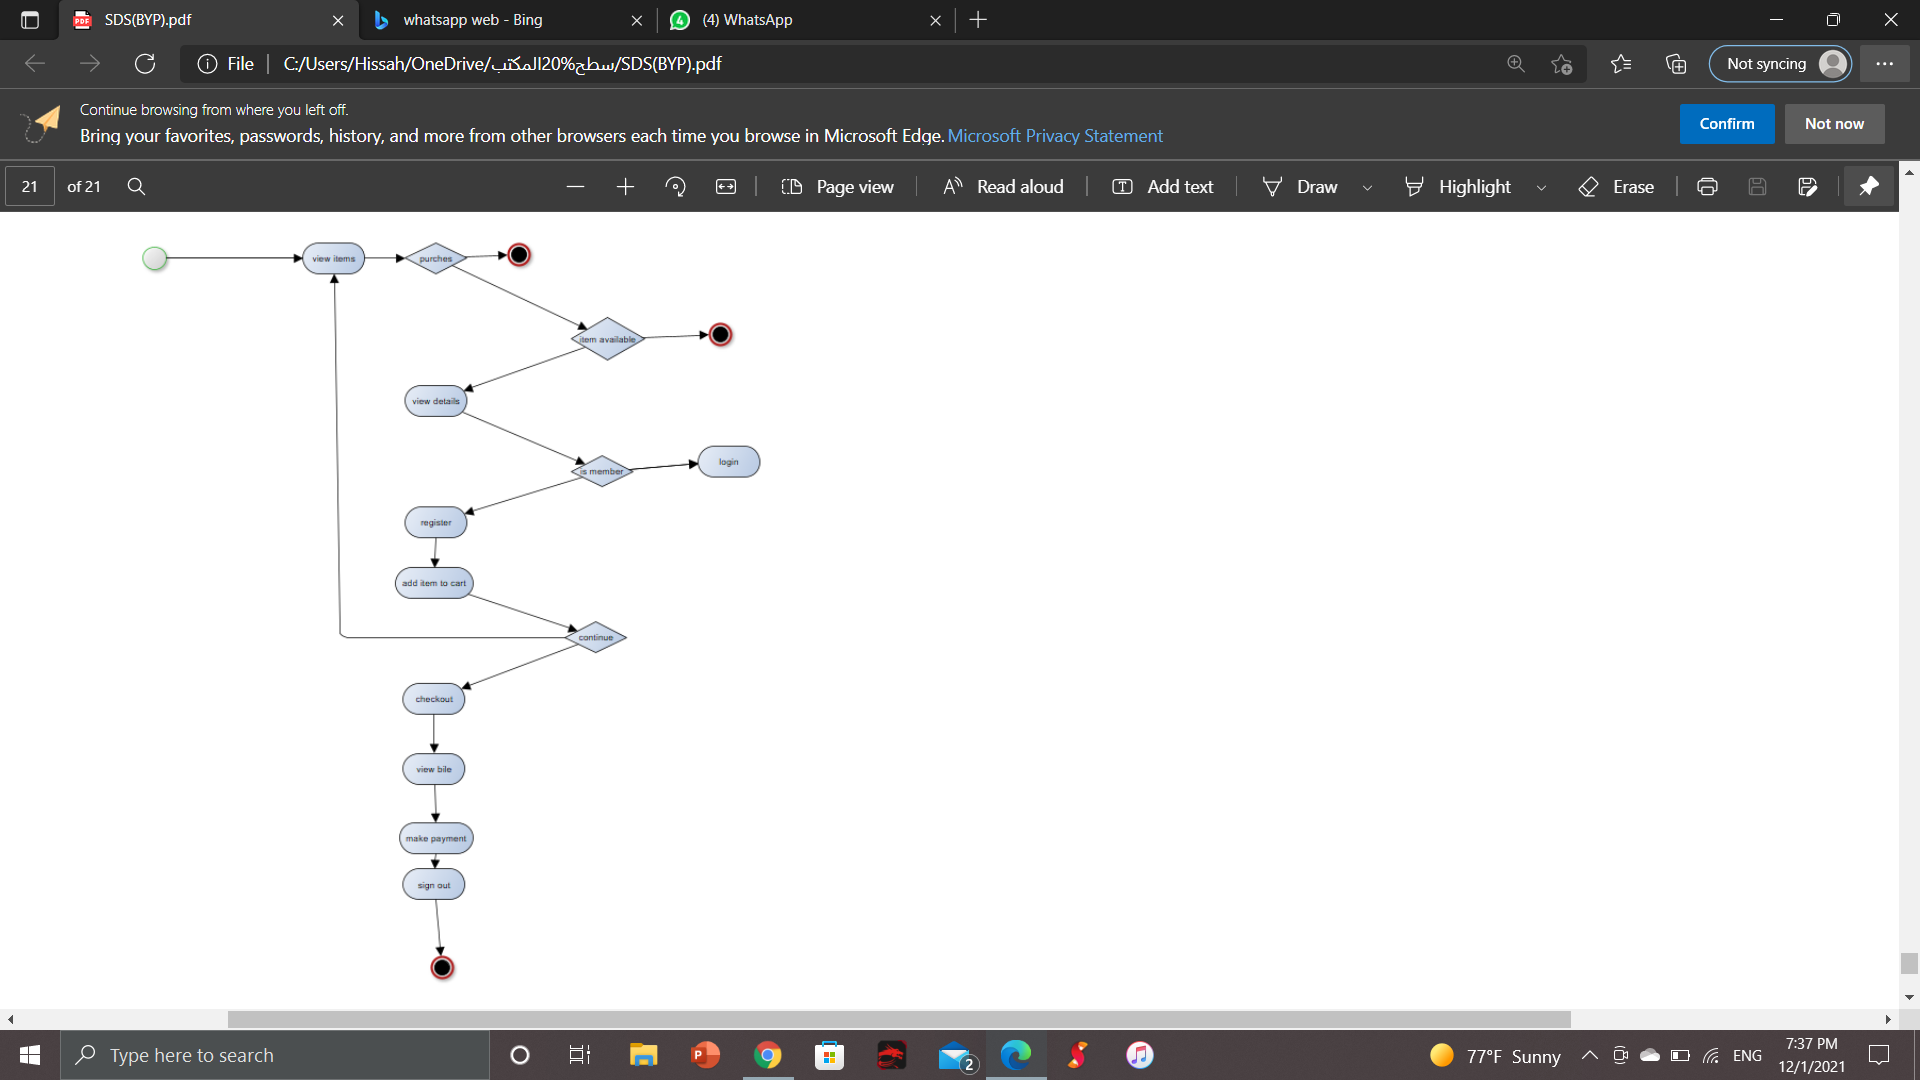 SDS(BYP).pdf
whatsapp web - Bing
(4) WhatsApp
File
C:/Users/Hissah/OneDrive/سطح%20المكتب/SDS(BYP).pdf
Not syncing
Continue browsing from where you left off.
Bring your favorites, passwords, history, and more from other browsers each time you browse in Microsoft Edge. Microsoft Privacy Statement
Confirm
Not now
21 of 21
Page view
Read aloud
Add text
Draw
Highlight
Erase
view items
purches
item available
view details
is member
login
register
add item to cart
continue
checkout
view bile
make payment
sign out
Type here to search
2
77°F Sunny
ENG
7:37 PM
12/1/2021